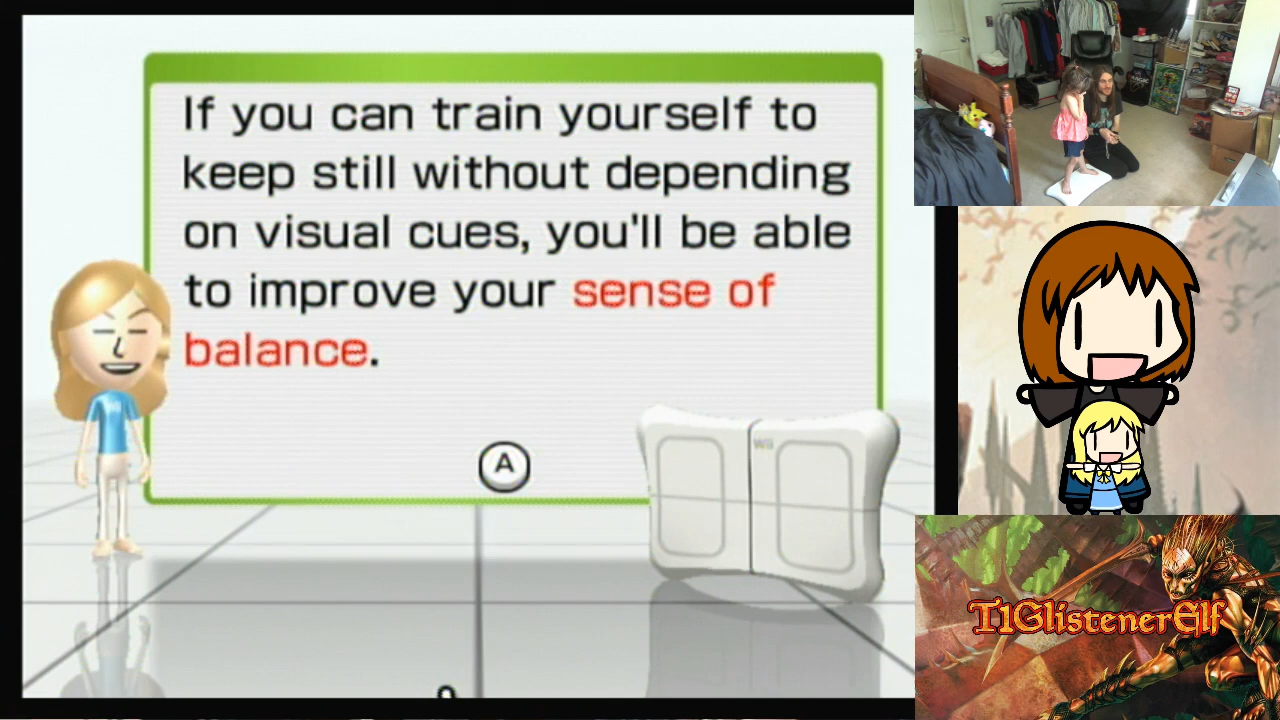 If you can train yourself to
keep still without depending
on visual cues, you'll be able
to improve your sense of
balance.
A
Wii
T1GlistenerElf